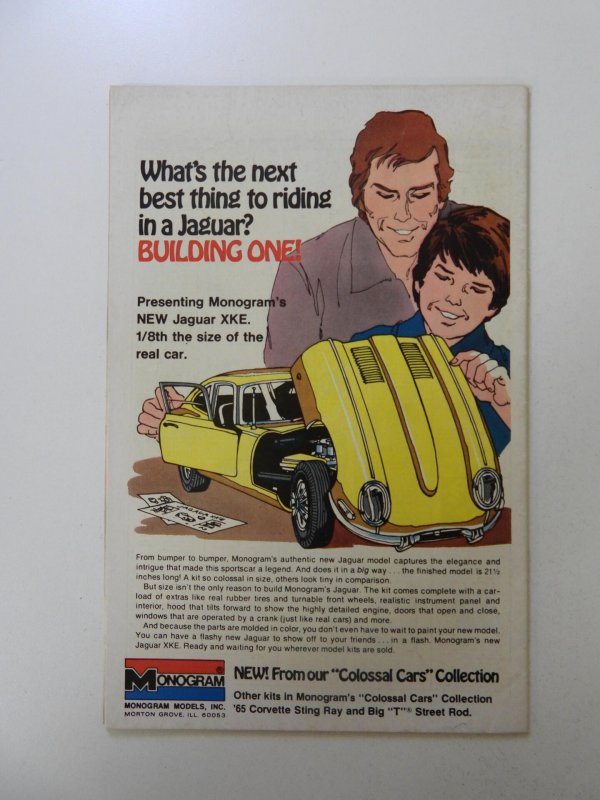 What's the next
best thing to riding
in a Jaguar?
BUILDING ONE!
Presenting Monogram's
NEW Jaguar XKE.
1/8th the size of the
real car.
JAGUAR XKE
From bumper to bumper, Monogram's authentic new Jaguar model captures the elegance and
intrigue that made this sportscar a legend. And does it in a big way . . . the finished model is 21½
inches long! A kit so colossal in size, others look tiny in comparison.
But size isn't the only reason to build Monogram's Jaguar. The kit comes complete with a car-
load of extras like real rubber tires and turnable front wheels, realistic instrument panel and
interior, hood that tilts forward to show the highly detailed engine, doors that open and close,
windows that are operated by a crank (just like real cars) and more.
And because the parts are molded in color, you don't even have to wait to paint your new model.
You can have a flashy new Jaguar to show off to your friends . . . in a flash. Monogram's new
Jaguar XKE. Ready and waiting for you wherever model kits are sold.
MONOGRAM®
MONOGRAM MODELS, INC.
MORTON GROVE, ILL. 60053
NEW! From our "Colossal Cars" Collection
Other kits in Monogram's "Colossal Cars" Collection
'65 Corvette Sting Ray and Big "T"® Street Rod.